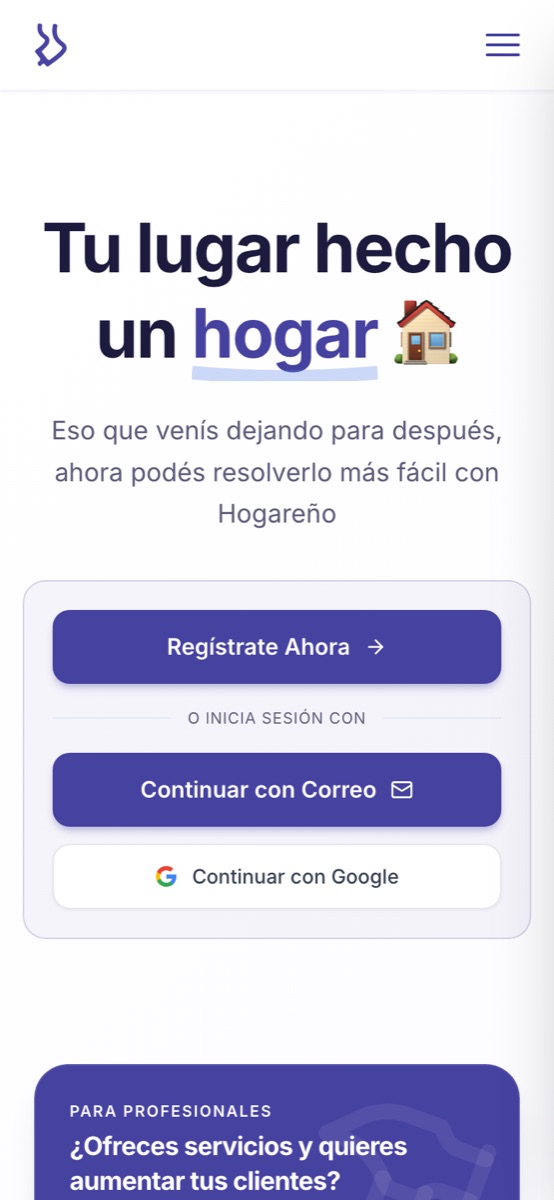 Tu lugar hecho
un hogar 🏠
Eso que venís dejando para después,
ahora podés resolverlo más fácil con
Hogareño
Regístrate Ahora →
O INICIA SESIÓN CON
Continuar con Correo
Continuar con Google
PARA PROFESIONALES
¿Ofreces servicios y quieres
aumentar tus clientes?